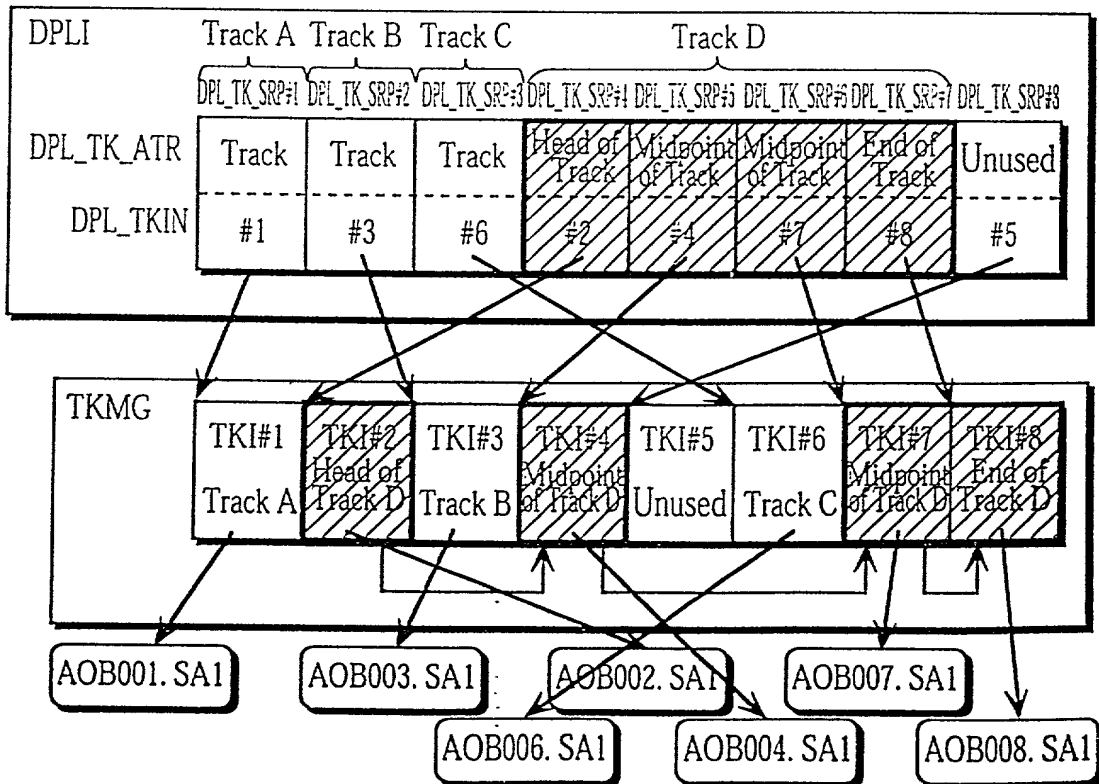 DPLI
Track A Track B Track C Track D
DPL_TK_SRP#1 DPL_TK_SRP#2 DPL_TK_SRP#3 DPL_TK_SRP#4 DPL_TK_SRP#5 DPL_TK_SRP#6 DPL_TK_SRP#7 DPL_TK_SRP#8
DPL_TK_ATR Track Track Track Head of Track Midpoint of Track Midpoint of Track End of Track Unused
DPL_TKIN #1 #3 #6 #2 #4 #7 #8 #5
TKMG
TKI#1 TKI#2 TKI#3 TKI#4 TKI#5 TKI#6 TKI#7 TKI#8
Track A Head of Track D Track B Midpoint of Track D Unused Track C Midpoint of Track D End of Track D
AOB001. SA1 AOB003. SA1 AOB002. SA1 AOB007. SA1
AOB006. SA1 AOB004. SA1 AOB008. SA1